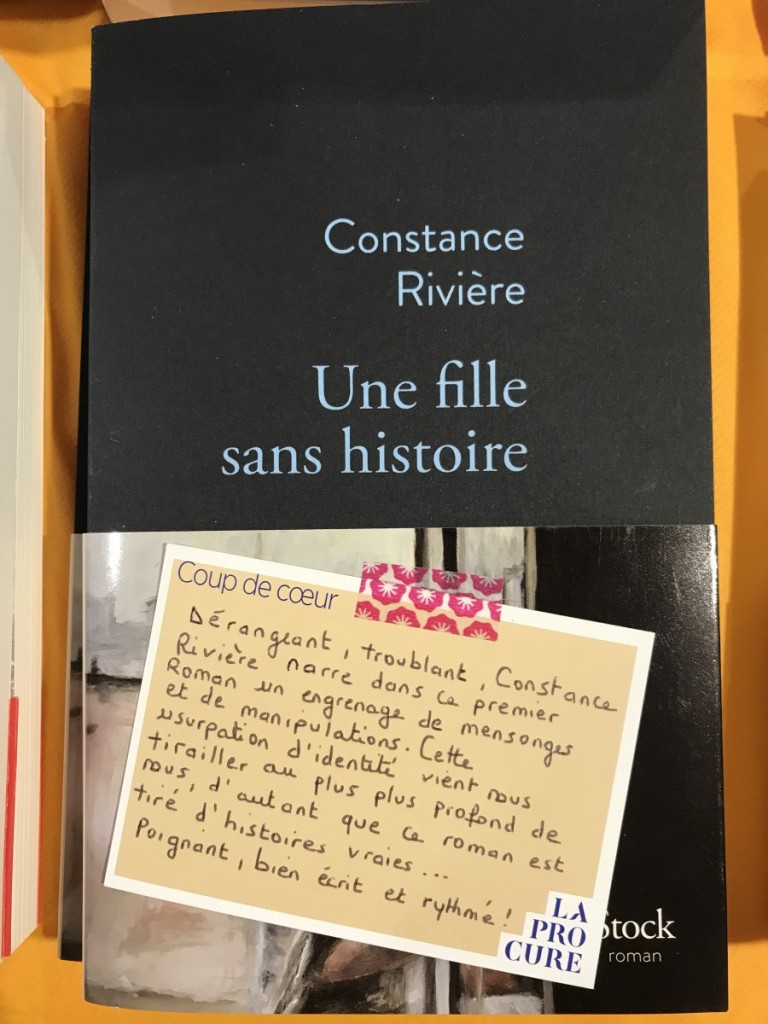 Constance
Rivière
Une fille
sans histoire
Coup de cœur
Dérangeant, troublant, Constance
Rivière narre dans ce premier
Roman un engrenage de mensonges
et de manipulations. Cette
usurpation d'identité vient nous
tirailler au plus plus profond de
nous, d'autant que ce roman est
tiré d'histoires vraies...
Poignant, bien écrit et rythmé!
LA
PRO
CURE
Stock
roman